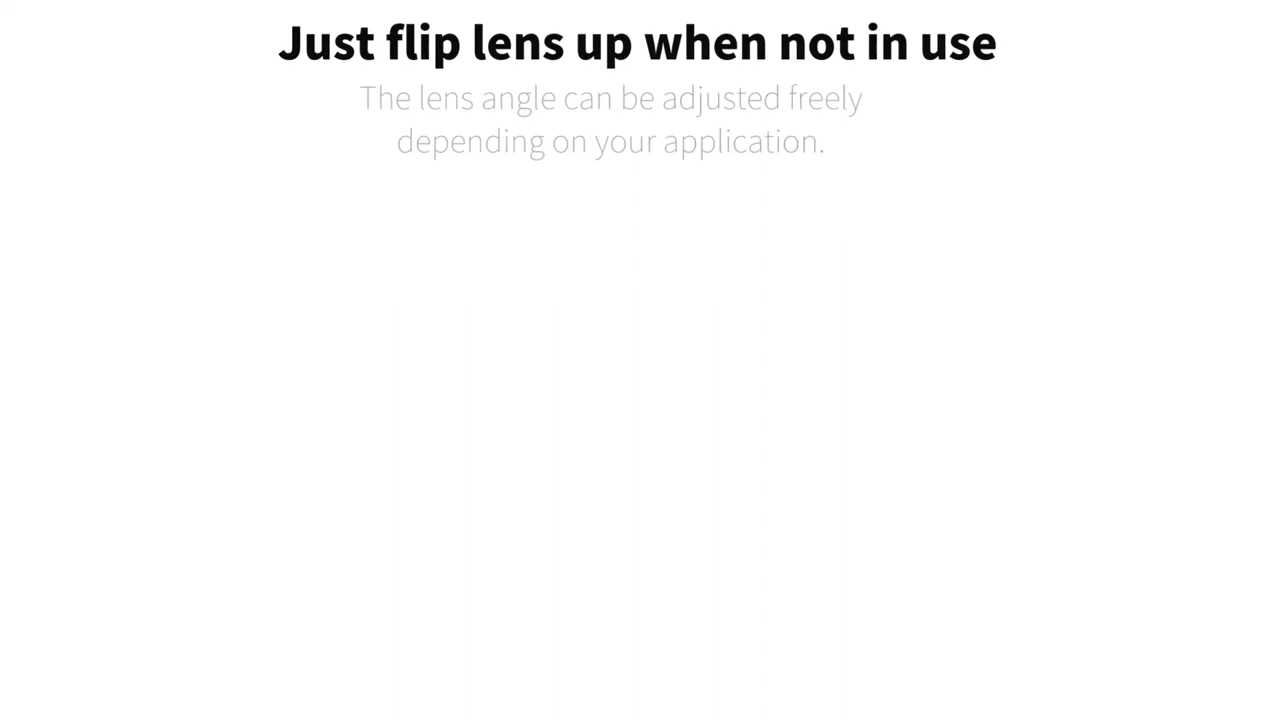 Just flip lens up when not in use
The lens angle can be adjusted freely
depending on your application.